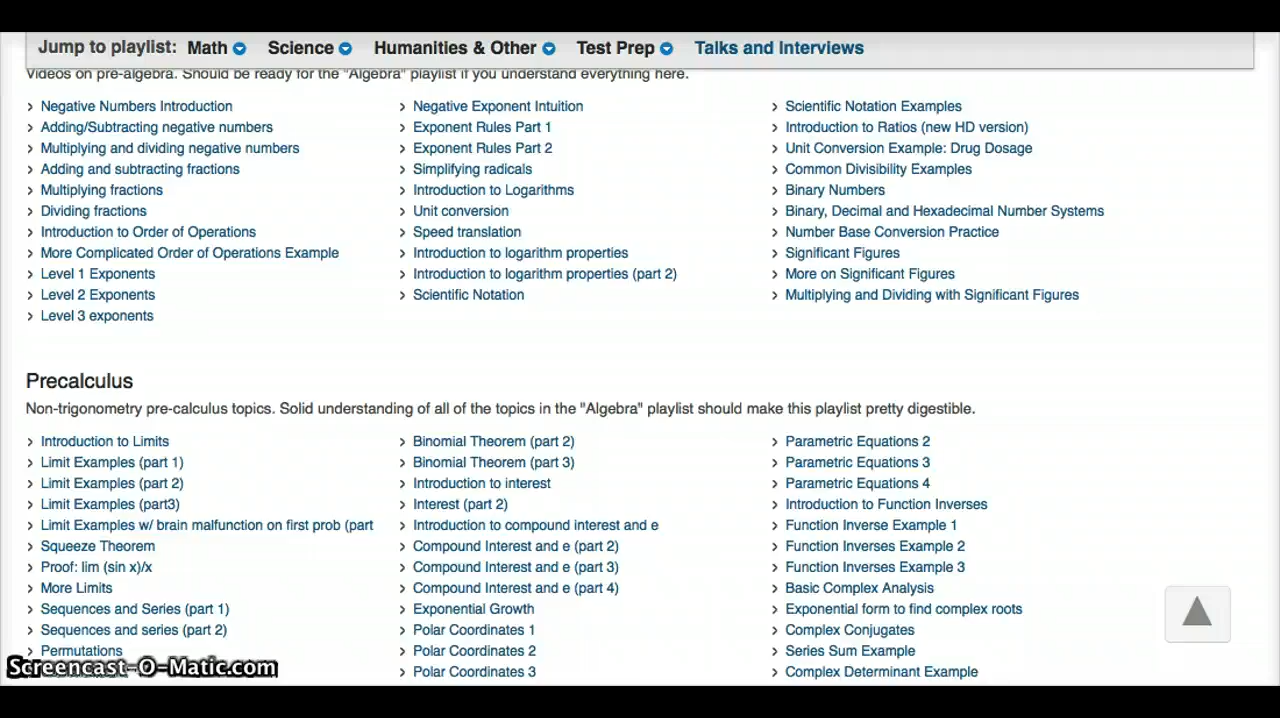 Jump to playlist: Math Science Humanities & Other Test Prep Talks and Interviews
Videos on pre-algebra. Should be ready for the "Algebra" playlist if you understand everything here.
› Negative Numbers Introduction
› Adding/Subtracting negative numbers
› Multiplying and dividing negative numbers
› Adding and subtracting fractions
› Multiplying fractions
› Dividing fractions
› Introduction to Order of Operations
› More Complicated Order of Operations Example
› Level 1 Exponents
› Level 2 Exponents
› Level 3 exponents
› Negative Exponent Intuition
› Exponent Rules Part 1
› Exponent Rules Part 2
› Simplifying radicals
› Introduction to Logarithms
› Unit conversion
› Speed translation
› Introduction to logarithm properties
› Introduction to logarithm properties (part 2)
› Scientific Notation
› Scientific Notation Examples
› Introduction to Ratios (new HD version)
› Unit Conversion Example: Drug Dosage
› Common Divisibility Examples
› Binary Numbers
› Binary, Decimal and Hexadecimal Number Systems
› Number Base Conversion Practice
› Significant Figures
› More on Significant Figures
› Multiplying and Dividing with Significant Figures
Precalculus
Non-trigonometry pre-calculus topics. Solid understanding of all of the topics in the "Algebra" playlist should make this playlist pretty digestible.
› Introduction to Limits
› Limit Examples (part 1)
› Limit Examples (part 2)
› Limit Examples (part3)
› Limit Examples w/ brain malfunction on first prob (part
› Squeeze Theorem
› Proof: lim (sin x)/x
› More Limits
› Sequences and Series (part 1)
› Sequences and series (part 2)
› Permutations
› Binomial Theorem (part 2)
› Binomial Theorem (part 3)
› Introduction to interest
› Interest (part 2)
› Introduction to compound interest and e
› Compound Interest and e (part 2)
› Compound Interest and e (part 3)
› Compound Interest and e (part 4)
› Exponential Growth
› Polar Coordinates 1
› Polar Coordinates 2
› Polar Coordinates 3
› Parametric Equations 2
› Parametric Equations 3
› Parametric Equations 4
› Introduction to Function Inverses
› Function Inverse Example 1
› Function Inverses Example 2
› Function Inverses Example 3
› Basic Complex Analysis
› Exponential form to find complex roots
› Complex Conjugates
› Series Sum Example
› Complex Determinant Example
Screencast-O-Matic.com